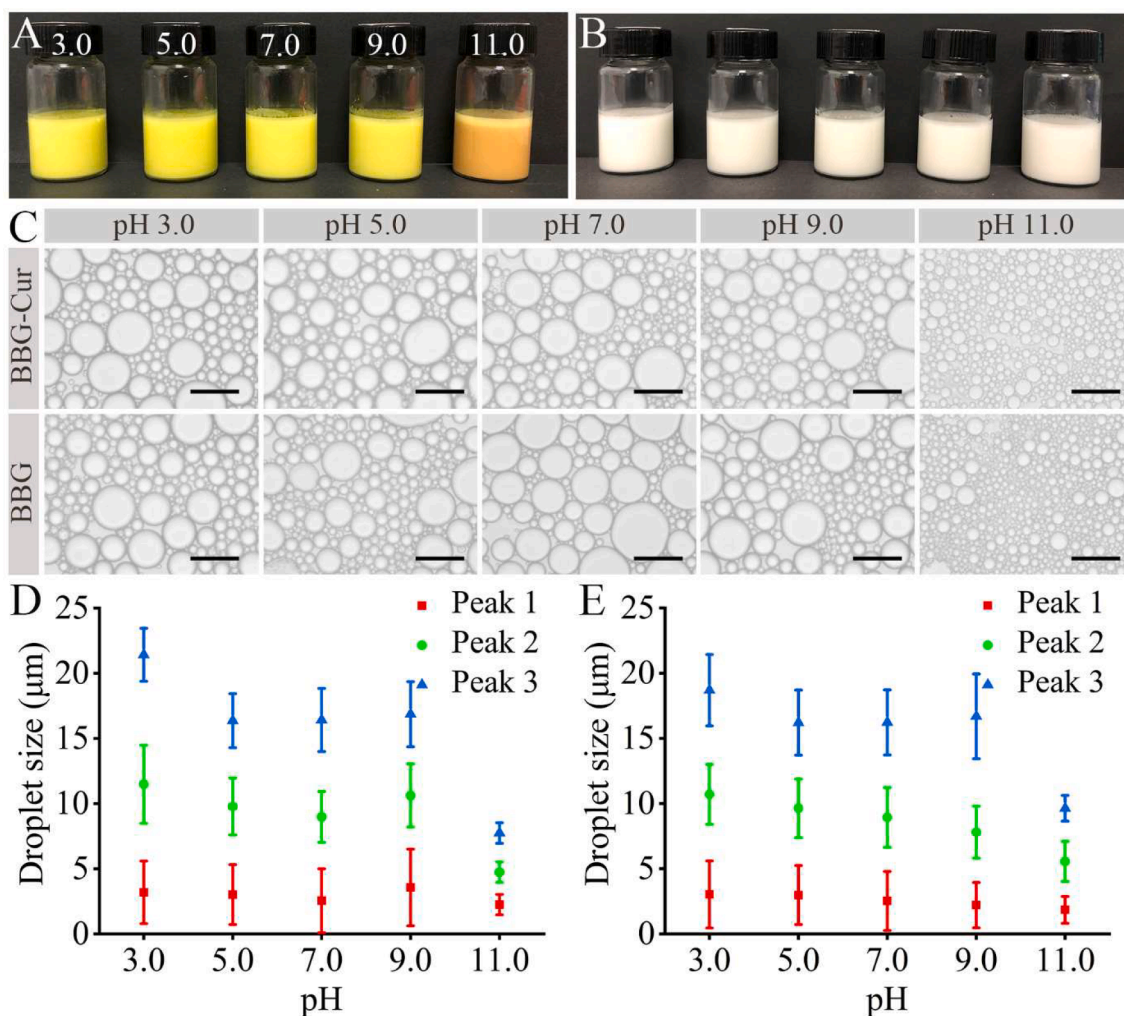 A
3.0 5.0 7.0 9.0 11.0
B
C
pH 3.0 pH 5.0 pH 7.0 pH 9.0 pH 11.0
BBG-Cur
BBG
D
Droplet size (μm)
25
20
15
10
5
0
3.0 5.0 7.0 9.0 11.0
pH
Peak 1
Peak 2
Peak 3
E
Droplet size (μm)
25
20
15
10
5
0
3.0 5.0 7.0 9.0 11.0
pH
Peak 1
Peak 2
Peak 3